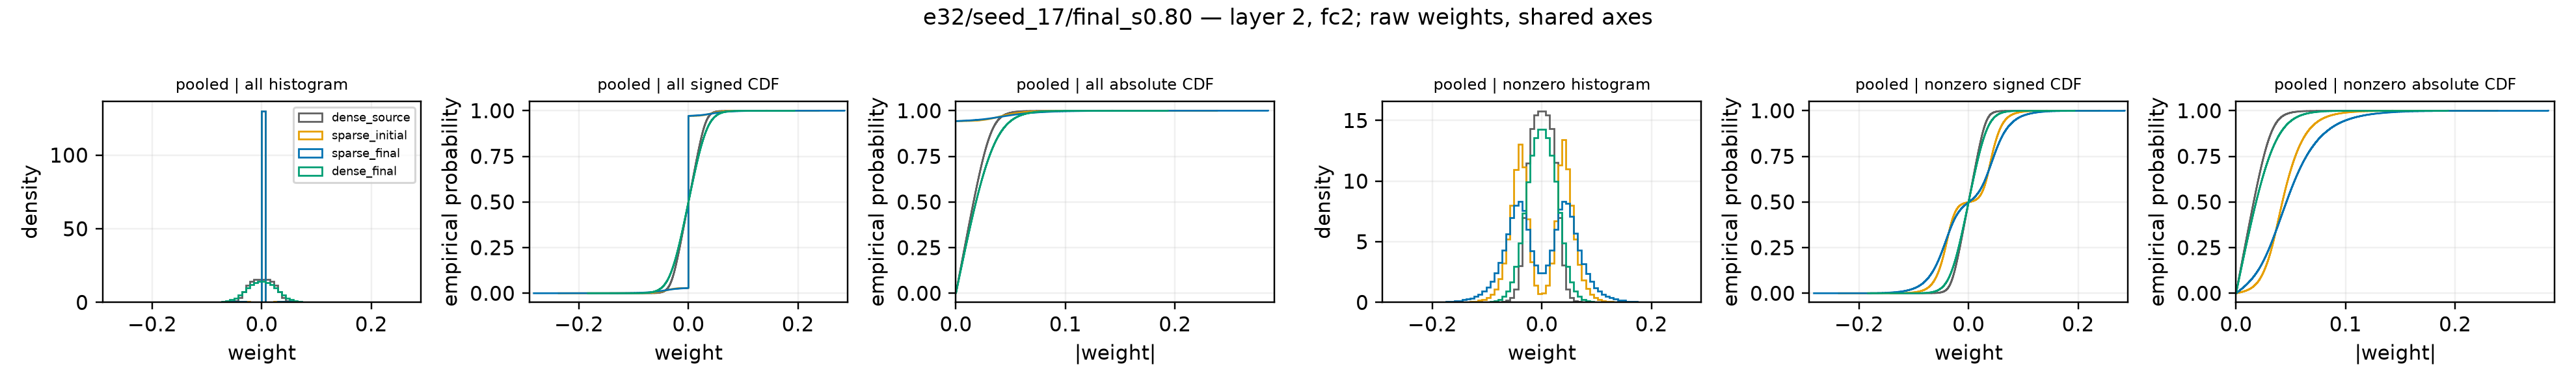 e32/seed_17/final_s0.80 — layer 2, fc2; raw weights, shared axes
pooled | all histogram
density
100
50
0
−0.2
0.0
0.2
weight
dense_source
sparse_initial
sparse_final
dense_final
pooled | all signed CDF
empirical probability
1.00
0.75
0.50
0.25
0.00
−0.2
0.0
0.2
weight
pooled | all absolute CDF
empirical probability
1.00
0.75
0.50
0.25
0.00
0.0
0.1
0.2
|weight|
pooled | nonzero histogram
density
15
10
5
0
−0.2
0.0
0.2
weight
pooled | nonzero signed CDF
empirical probability
1.00
0.75
0.50
0.25
0.00
−0.2
0.0
0.2
weight
pooled | nonzero absolute CDF
empirical probability
1.00
0.75
0.50
0.25
0.00
0.0
0.1
0.2
|weight|